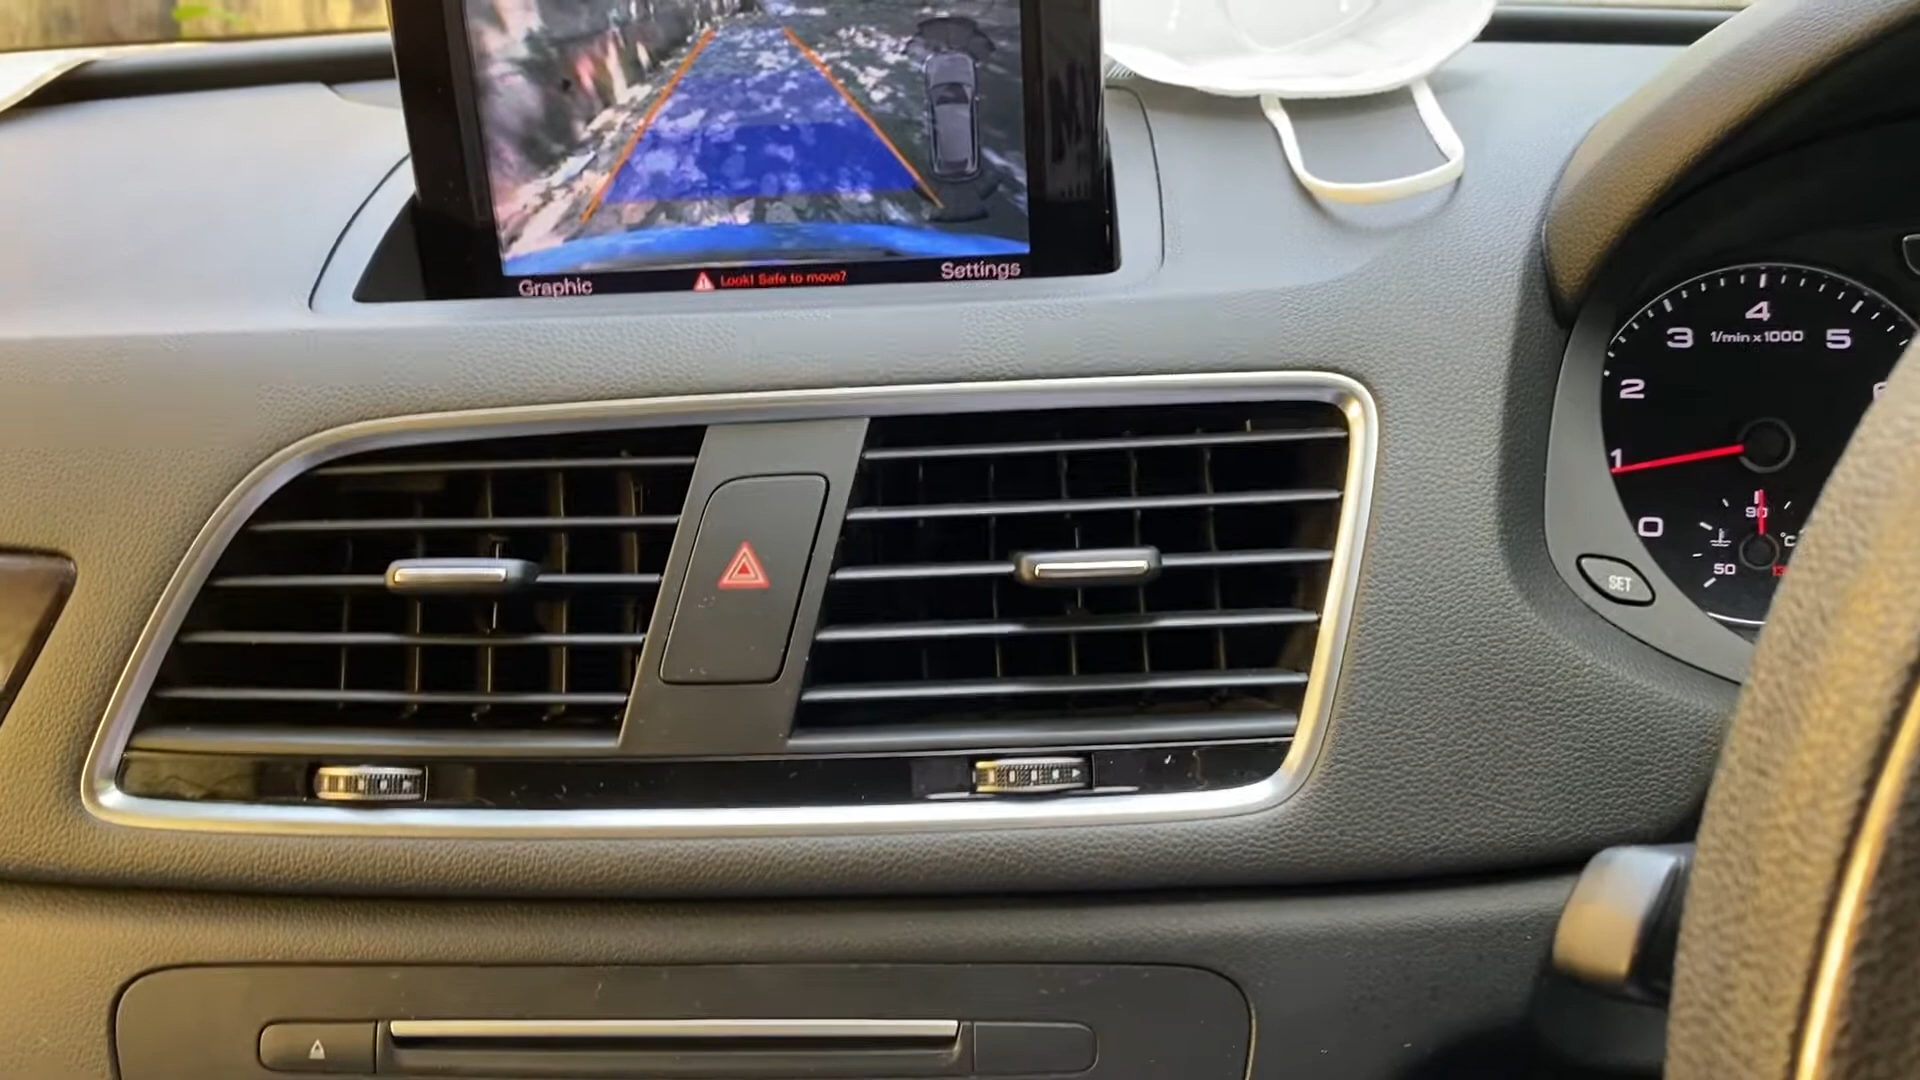 Graphic
Look! Safe to move?
Settings
4
3
1/min x 1000
5
2
1
0
90
°C
50
SET